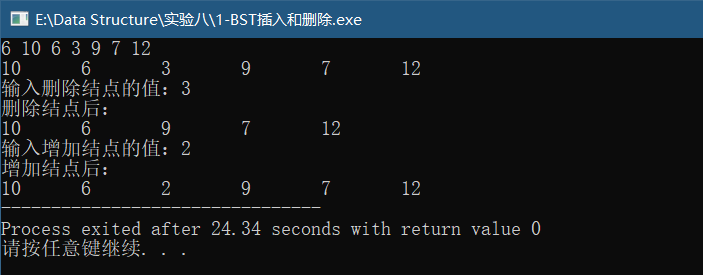 E:\Data Structure\实验八\1-BST插入和删除.exe
6 10 6 3 9 7 12
10 6 3 9 7 12
输入删除结点的值：3
删除结点后：
10 6 9 7 12
输入增加结点的值：2
增加结点后：
10 6 2 9 7 12
--------------------------------
Process exited after 24.34 seconds with return value 0
请按任意键继续. . .